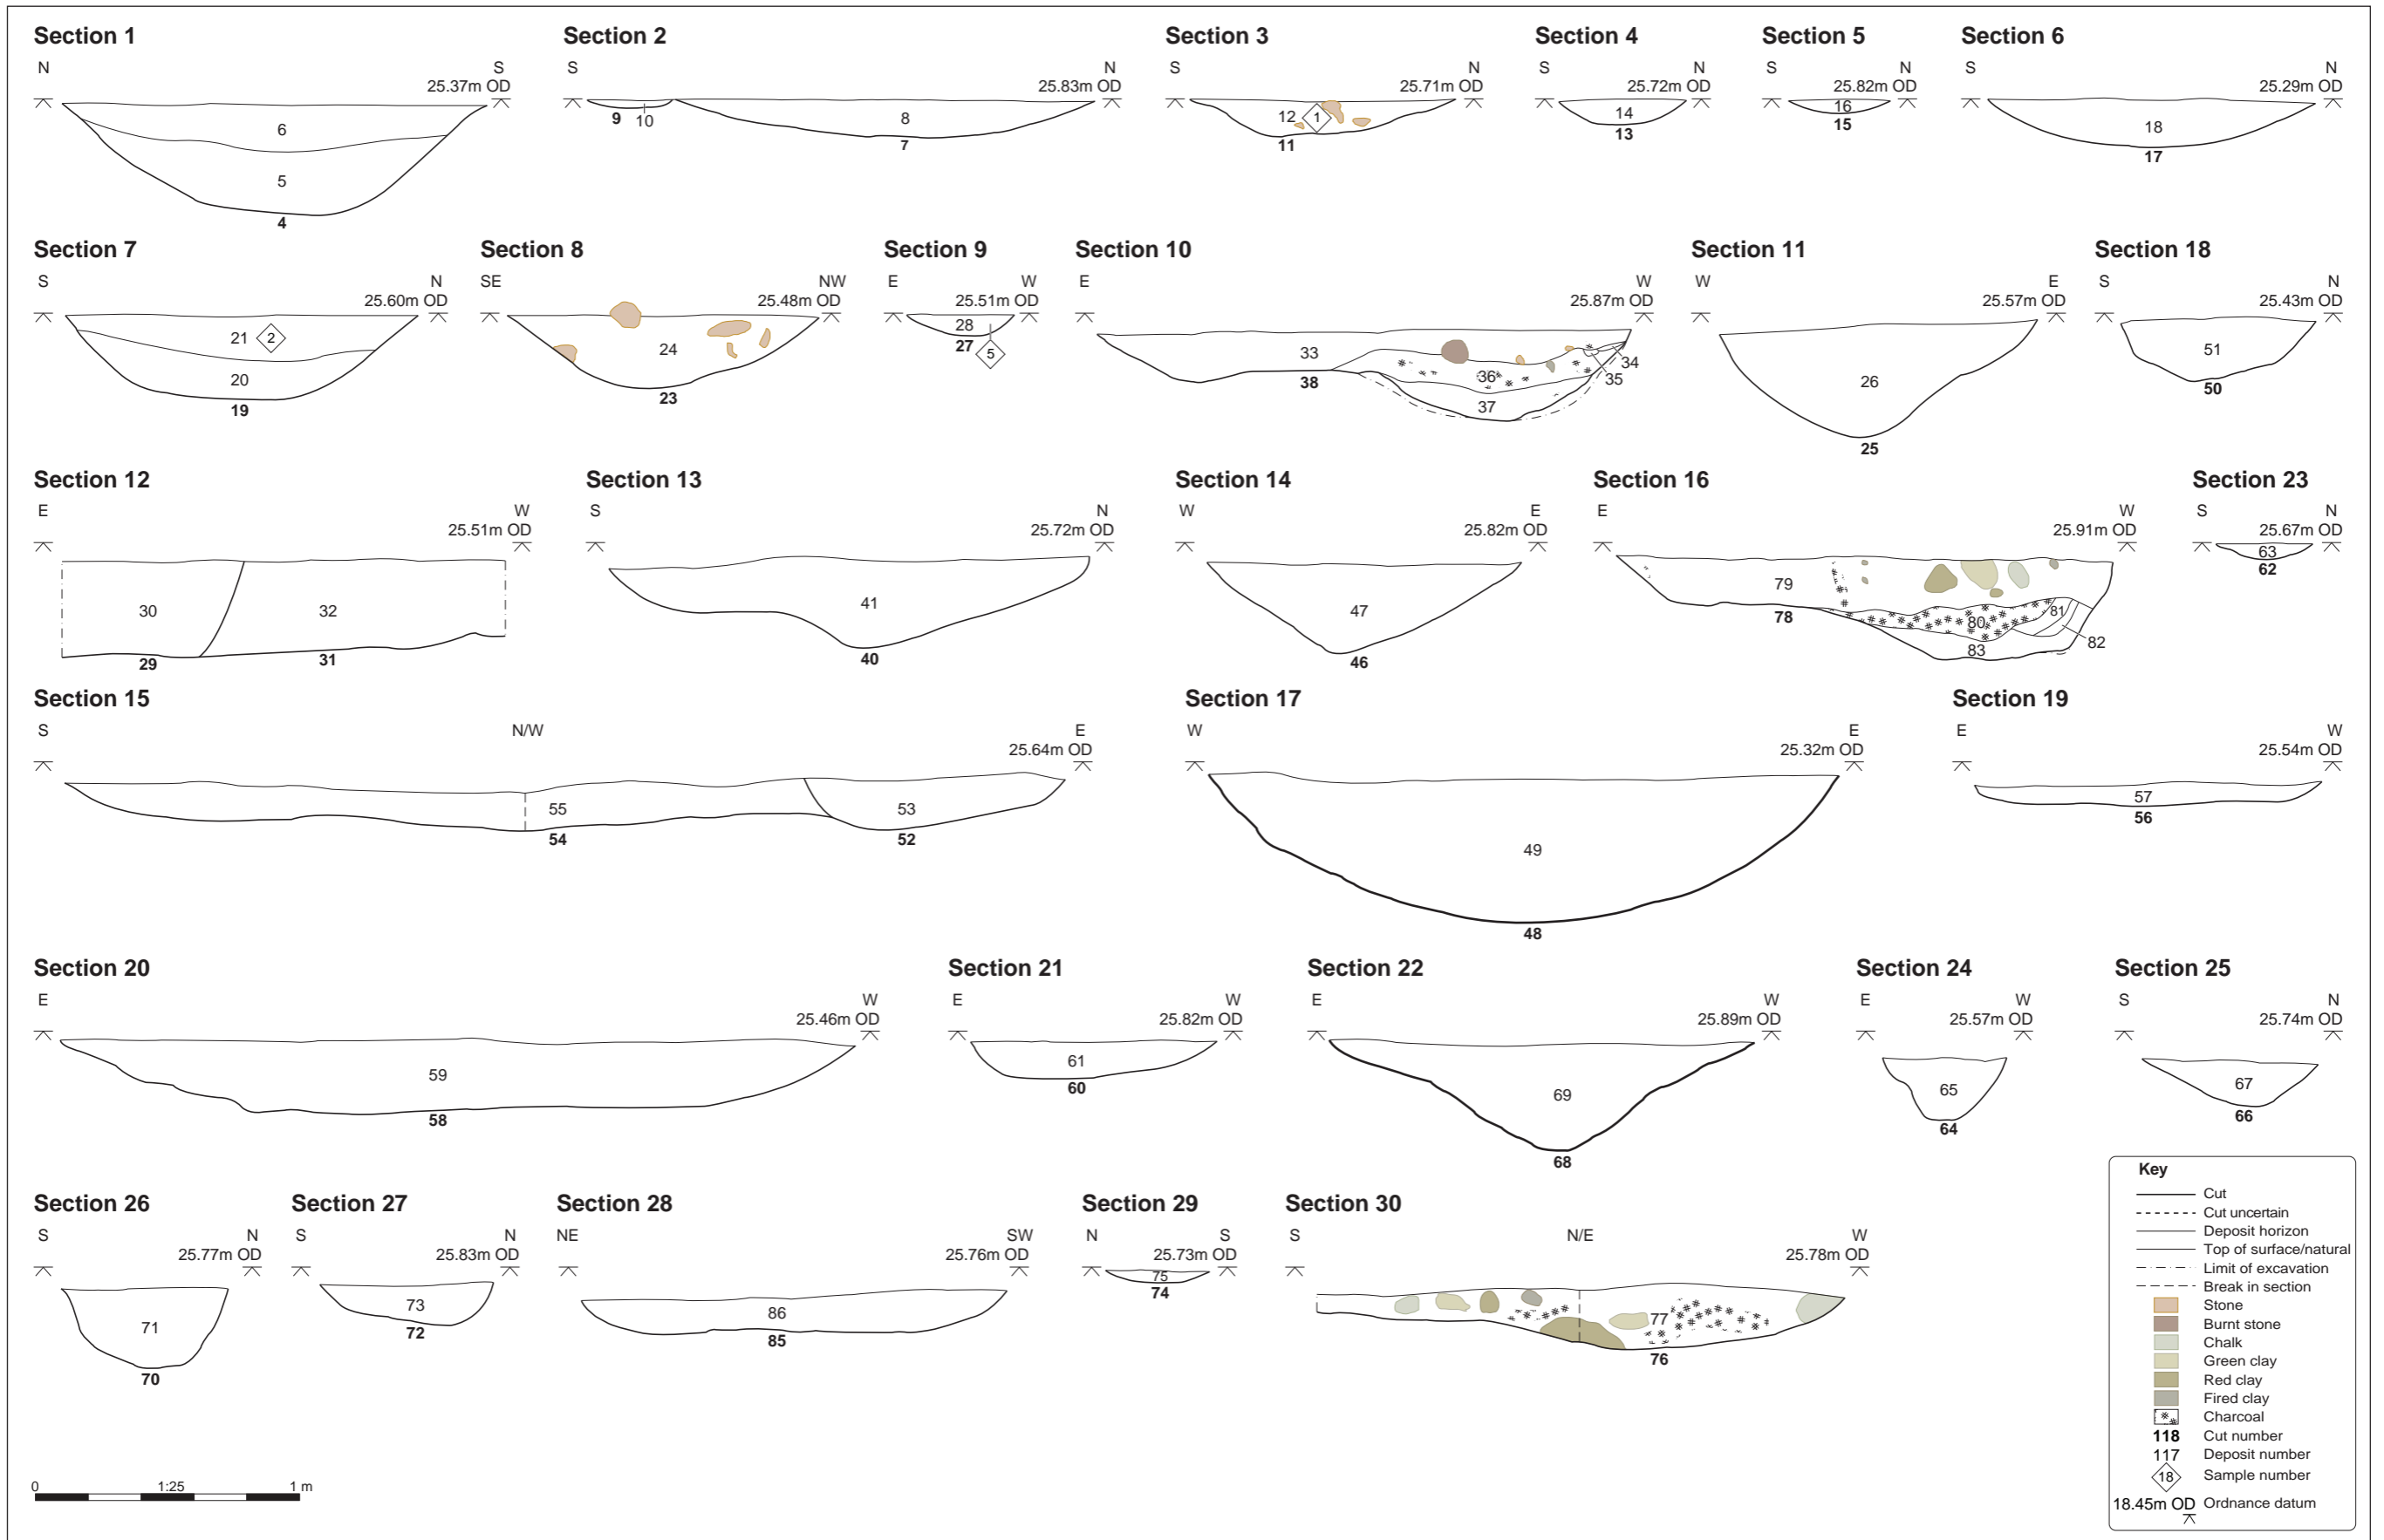 Section 1
N S
25.37m OD
6
5
4
Section 2
S N
25.83m OD
9 10 8
7
Section 3
S N
25.71m OD
12 1
11
Section 4
S N
25.72m OD
14
13
Section 5
S N
25.82m OD
16
15
Section 6
S N
25.29m OD
18
17
Section 7
S N
25.60m OD
21 2
20
19
Section 8
SE NW
25.48m OD
24
23
Section 9
E W
25.51m OD
28
27 5
Section 10
E W
25.87m OD
33 34
36 35
38 37
Section 11
W E
25.57m OD
26
25
Section 18
S N
25.43m OD
51
50
Section 12
E W
25.51m OD
30 32
29 31
Section 13
S N
25.72m OD
41
40
Section 14
W E
25.82m OD
47
46
Section 16
E W
25.91m OD
79 81
78 80 82
83
Section 23
S N
25.67m OD
63
62
Section 15
S N/W E
25.64m OD
55 53
54 52
Section 17
W E
25.32m OD
49
48
Section 19
E W
25.54m OD
57
56
Section 20
E W
25.46m OD
59
58
Section 21
E W
25.82m OD
61
60
Section 22
E W
25.89m OD
69
68
Section 24
E W
25.57m OD
65
64
Section 25
S N
25.74m OD
67
66
Section 26
S N
25.77m OD
71
70
Section 27
S N
25.83m OD
73
72
Section 28
NE SW
25.76m OD
86
85
Section 29
N S
25.73m OD
75
74
Section 30
S N/E W
25.78m OD
77
76
Key
Cut
Cut uncertain
Deposit horizon
Top of surface/natural
Limit of excavation
Break in section
Stone
Burnt stone
Chalk
Green clay
Red clay
Fired clay
Charcoal
118 Cut number
117 Deposit number
18 Sample number
18.45m OD Ordnance datum
0 1:25 1 m